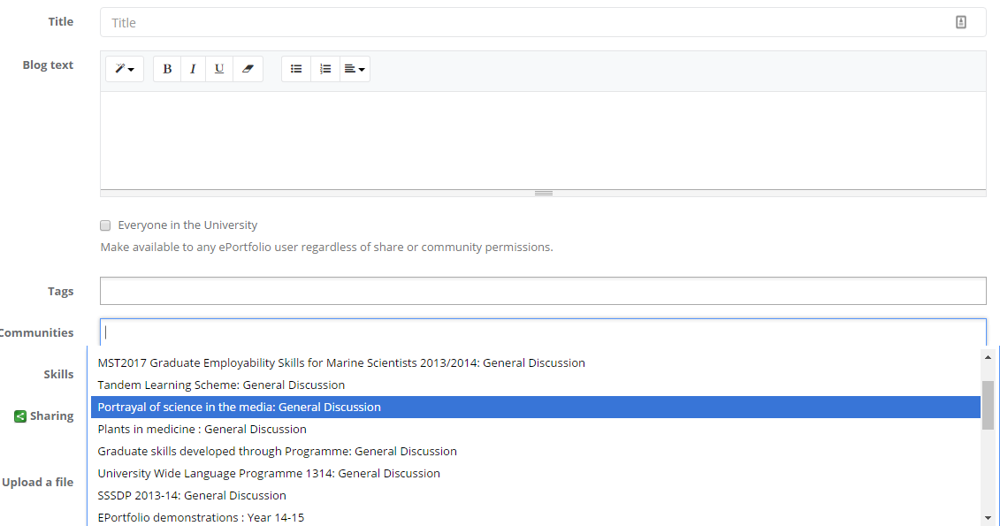 Title
Title
Blog text
B I U
Everyone in the University
Make available to any ePortfolio user regardless of share or community permissions.
Tags
Communities
MST2017 Graduate Employability Skills for Marine Scientists 2013/2014: General Discussion
Skills
Tandem Learning Scheme: General Discussion
Portrayal of science in the media: General Discussion
Sharing
Plants in medicine : General Discussion
Graduate skills developed through Programme: General Discussion
University Wide Language Programme 1314: General Discussion
Upload a file
SSSDP 2013-14: General Discussion
EPortfolio demonstrations : Year 14-15